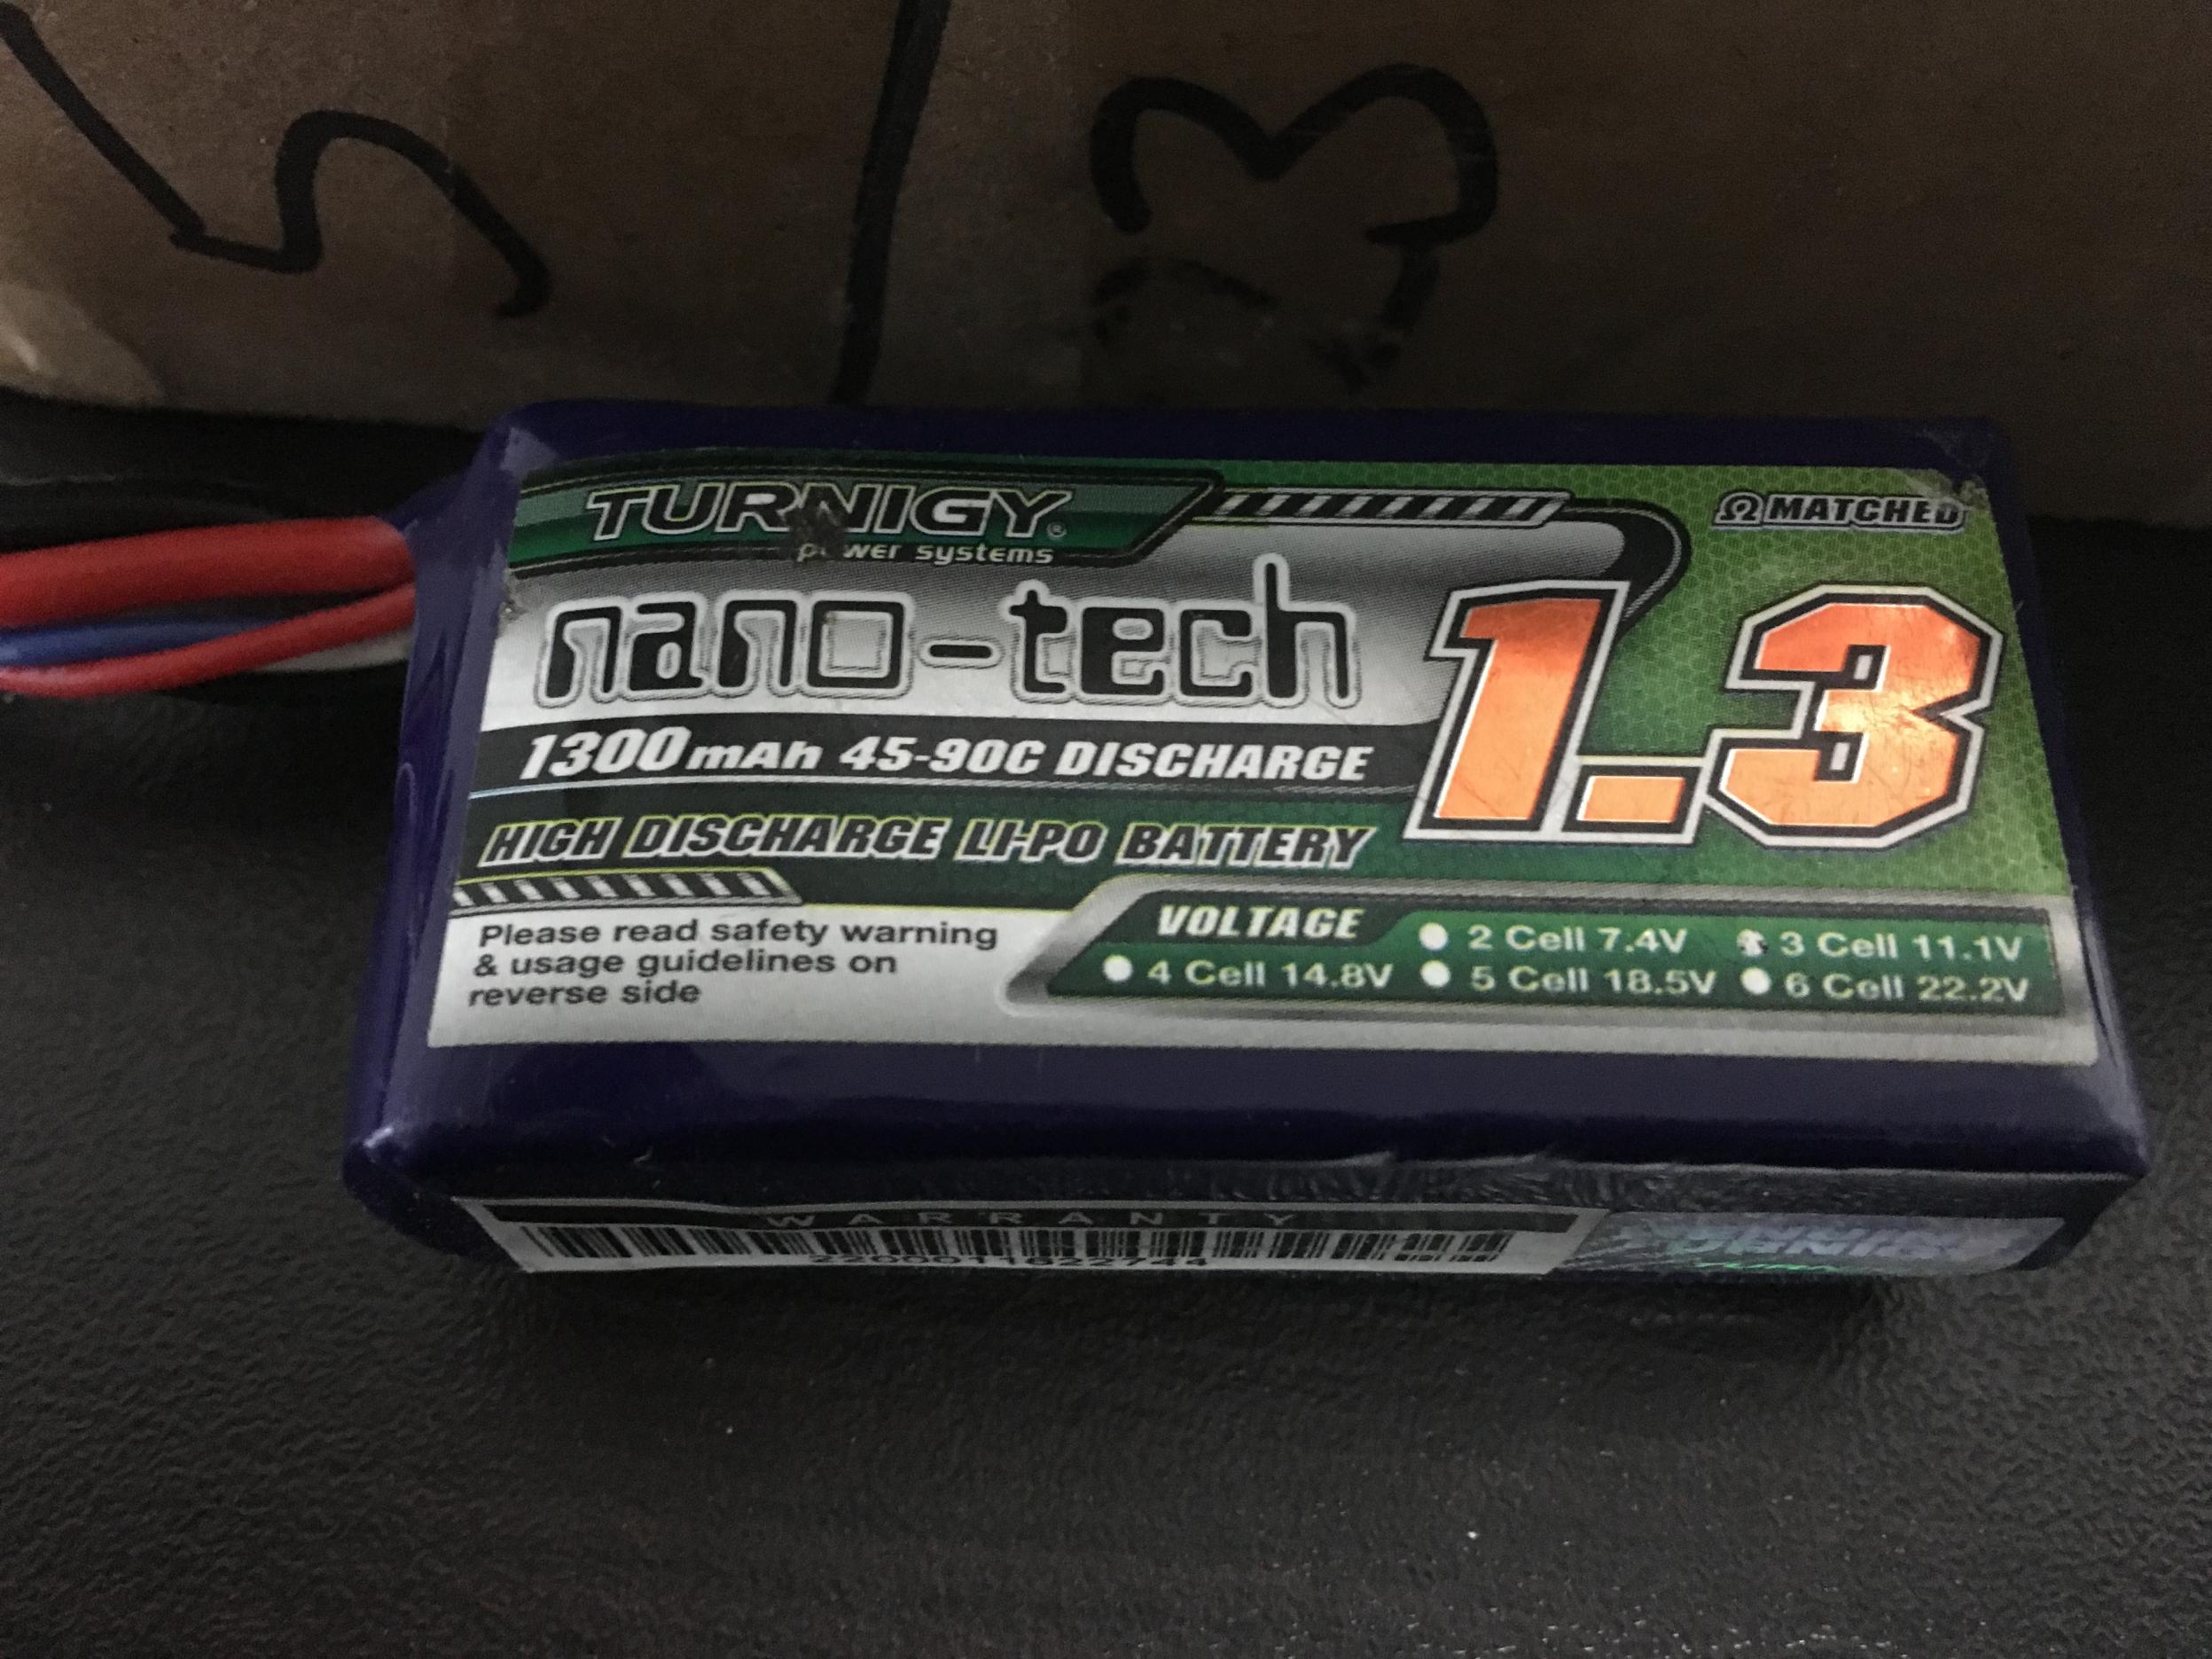 TURNIGY®
power systems
Ω MATCHED
nano-tech
1.3
1300mAh 45-90C DISCHARGE
HIGH DISCHARGE LI-PO BATTERY
Please read safety warning
& usage guidelines on
reverse side
VOLTAGE
2 Cell 7.4V
3 Cell 11.1V
4 Cell 14.8V
5 Cell 18.5V
6 Cell 22.2V
WARRANTY